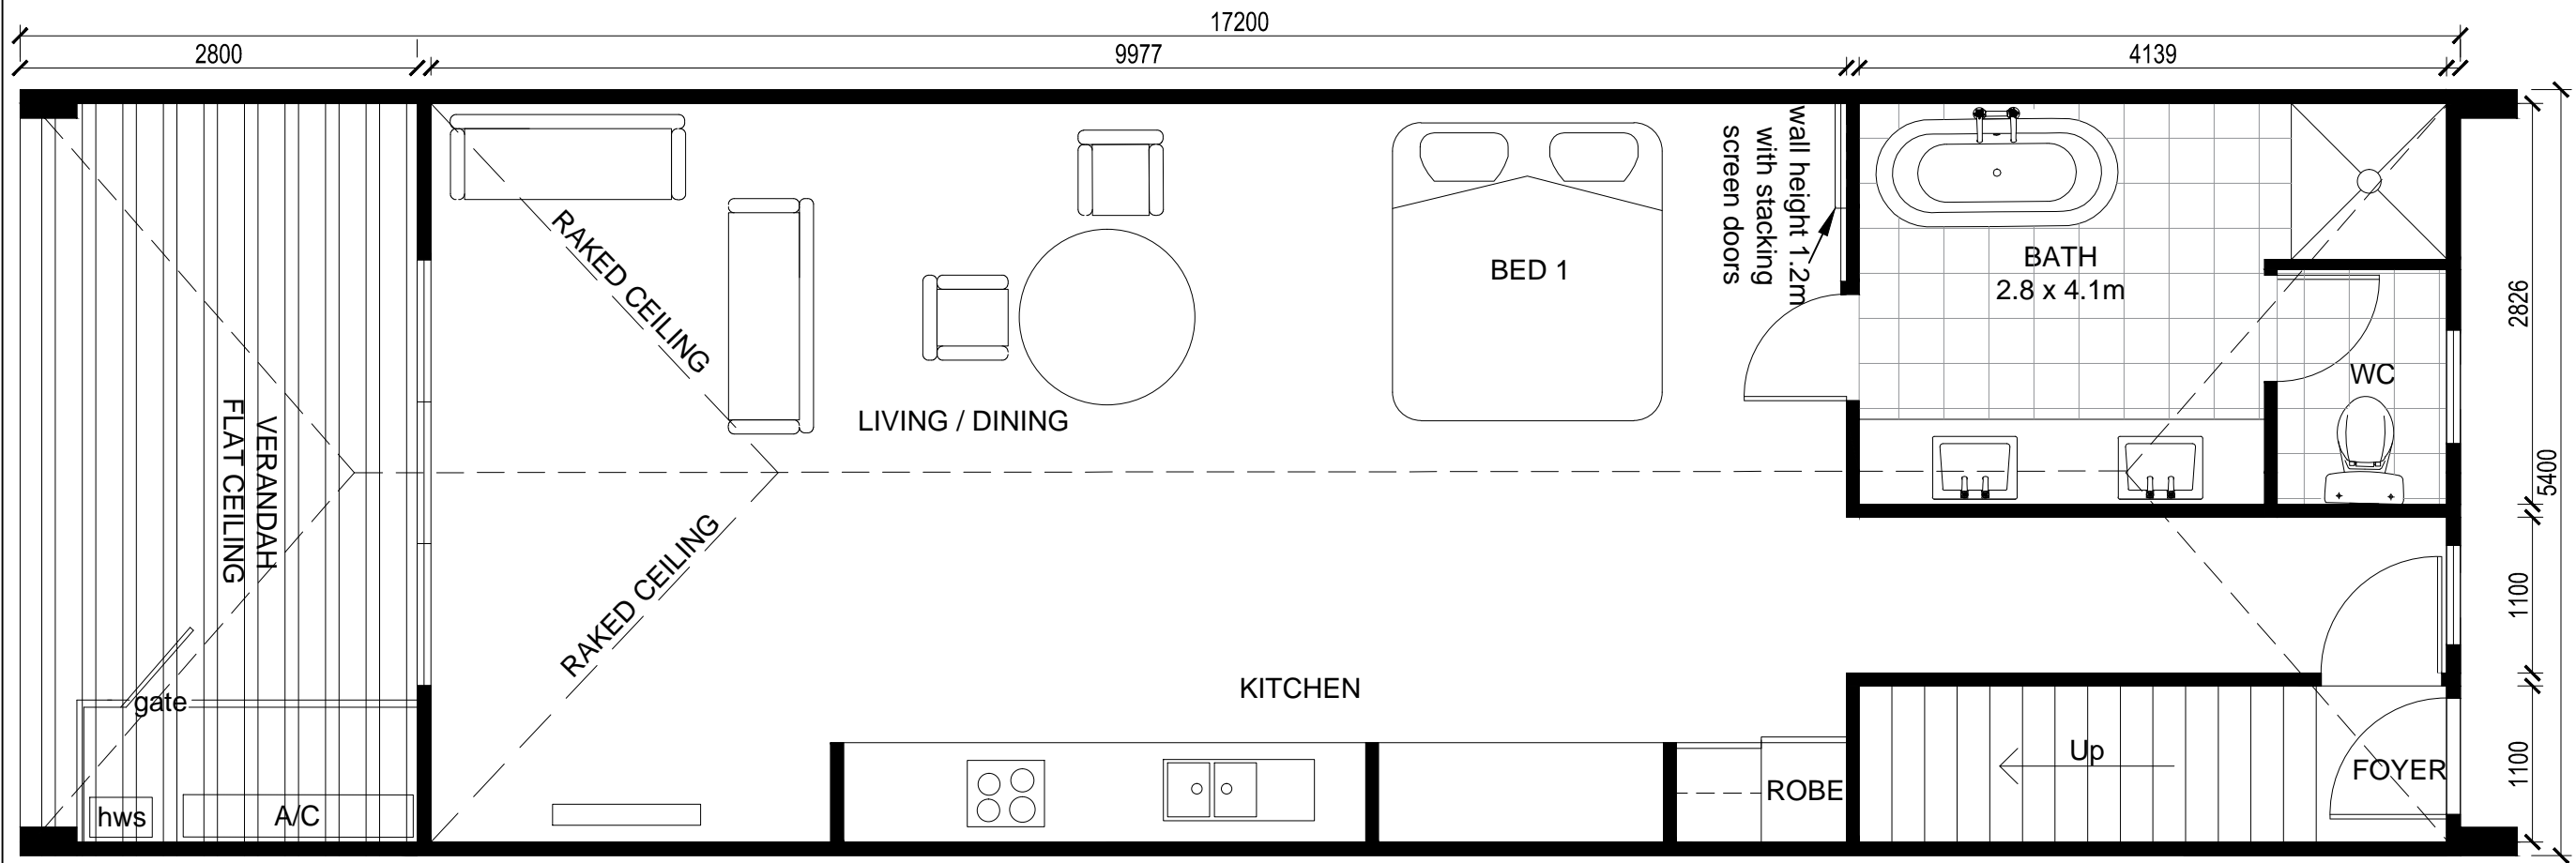 17200
2800
9977
4139
wall height 1.2m
with stacking
screen doors
RAKED CEILING
BED 1
BATH
2.8 x 4.1m
2826
WC
LIVING / DINING
VERANDAH
FLAT CEILING
5400
RAKED CEILING
1100
KITCHEN
gate
Up
FOYER
1100
ROBE
hws
A/C